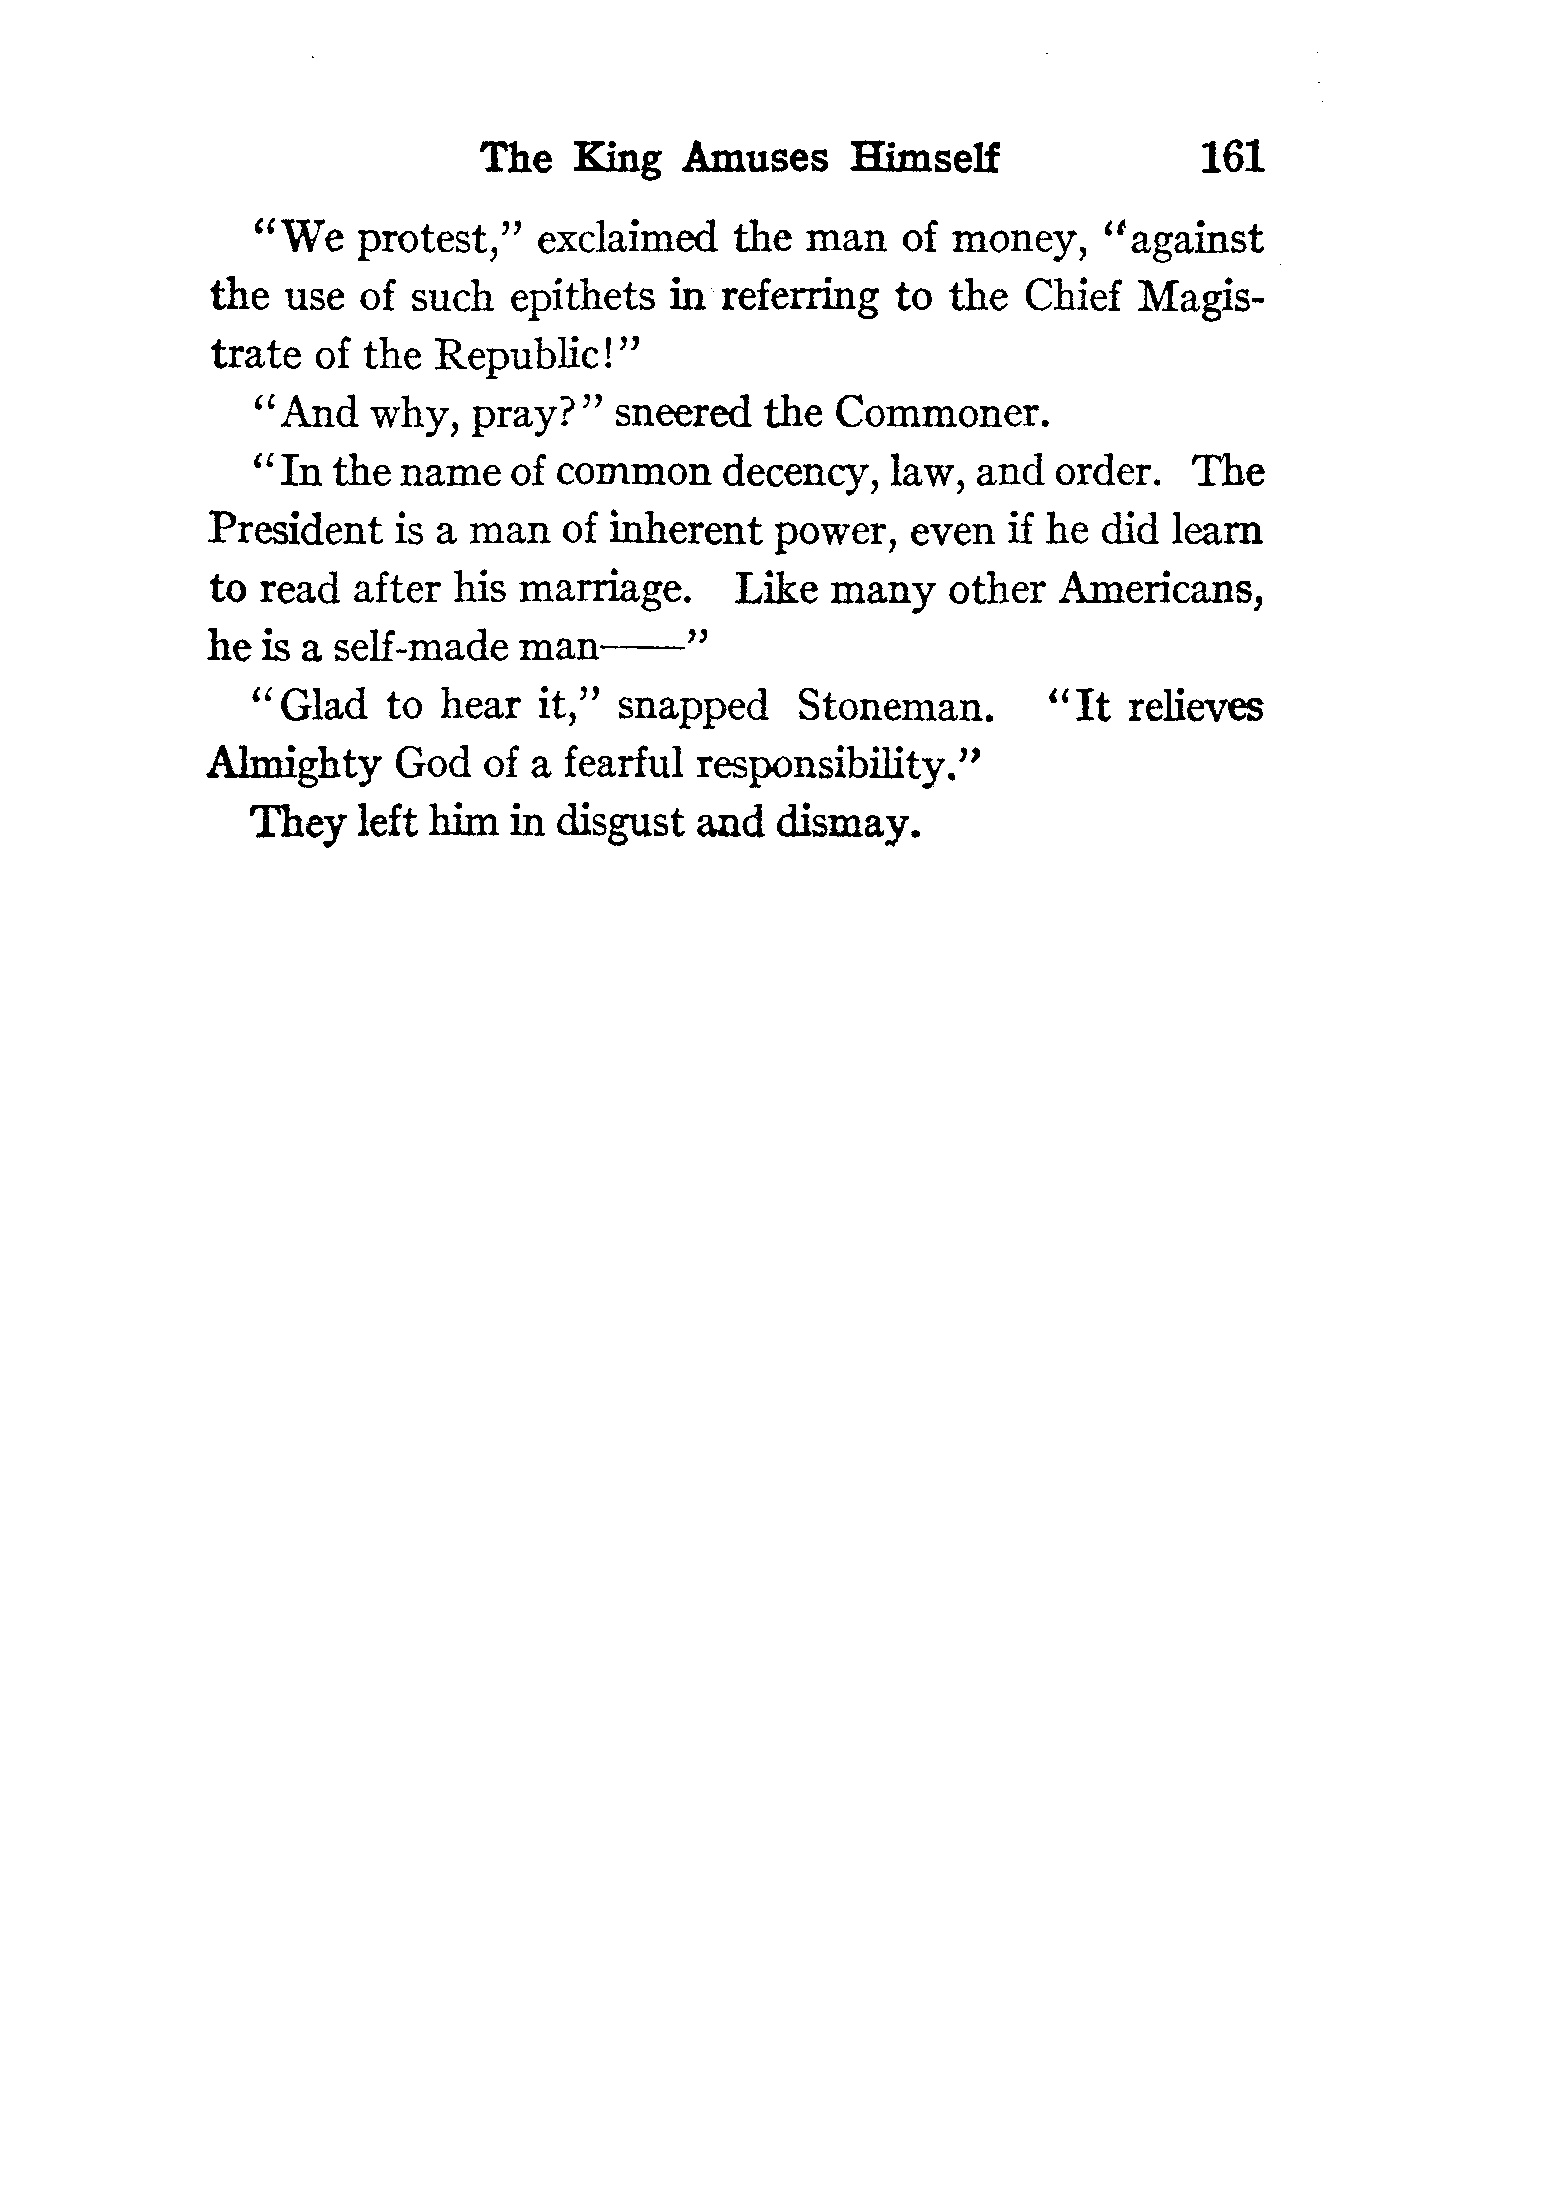 The King Amuses Himself 161
“We protest,” exclaimed the man of money, “against
the use of such epithets in referring to the Chief Magis-
trate of the Republic!”
“And why, pray?” sneered the Commoner.
“In the name of common decency, law, and order. The
President is a man of inherent power, even if he did learn
to read after his marriage. Like many other Americans,
he is a self-made man——”
“Glad to hear it,” snapped Stoneman. “It relieves
Almighty God of a fearful responsibility.”
They left him in disgust and dismay.